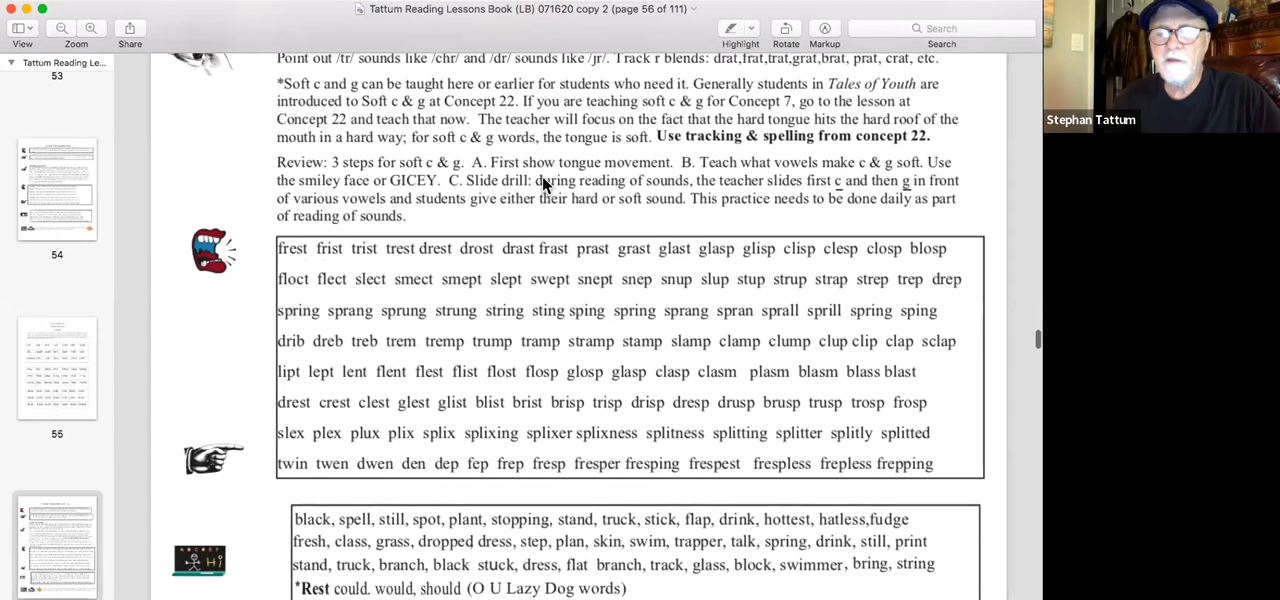 Tattum Reading Lessons Book (LB) 071620 copy 2 (page 56 of 111)
View
Zoom
Share
Highlight
Rotate
Markup
Search
Search
Tattum Reading Le...
53
54
55
Stephan Tattum
Point out /tr/ sounds like /chr/ and /dr/ sounds like /jr/. Track r blends: drat,frat,trat,grat,brat, prat, crat, etc.
*Soft c and g can be taught here or earlier for students who need it. Generally students in Tales of Youth are
introduced to Soft c & g at Concept 22. If you are teaching soft c & g for Concept 7, go to the lesson at
Concept 22 and teach that now. The teacher will focus on the fact that the hard tongue hits the hard roof of the
mouth in a hard way; for soft c & g words, the tongue is soft. Use tracking & spelling from concept 22.
Review: 3 steps for soft c & g. A. First show tongue movement. B. Teach what vowels make c & g soft. Use
the smiley face or GICEY. C. Slide drill: during reading of sounds, the teacher slides first c and then g in front
of various vowels and students give either their hard or soft sound. This practice needs to be done daily as part
of reading of sounds.
frest frist trist trest drest drost drast frast prast grast glast glasp glisp clisp clesp closp blosp
floct flect slect smect smept slept swept snept snep snup slup stup strup strap strep trep drep
spring sprang sprung strung string sting sping spring sprang spran sprall sprill spring sping
drib dreb treb trem tremp trump tramp stramp stamp slamp clamp clump clup clip clap sclap
lipt lept lent flent flest flist flost flosp glosp glasp clasp clasm plasm blasm blass blast
drest crest clest glest glist blist brist brisp trisp drisp dresp drusp brusp trusp trosp frosp
slex plex plux plix splix splixing splixer splixness splitness splitting splitter splitly splitted
twin twen dwen den dep fep frep fresp fresper fresping frespest frespless frepless frepping
black, spell, still, spot, plant, hopping, stand, truck, stick, flap, drink, hottest, hatless,fudge
fresh, class, grass, dropped, dress, step, plan, skin, swim, trapper, drink, spring, drink, still, print
stand, truck, branch, black stuck, dress, flat branch, track, glass, block, swimmer, bring, string
*Rest could. would, should (O U Lazy Dog words)
ABCDEF
Hi